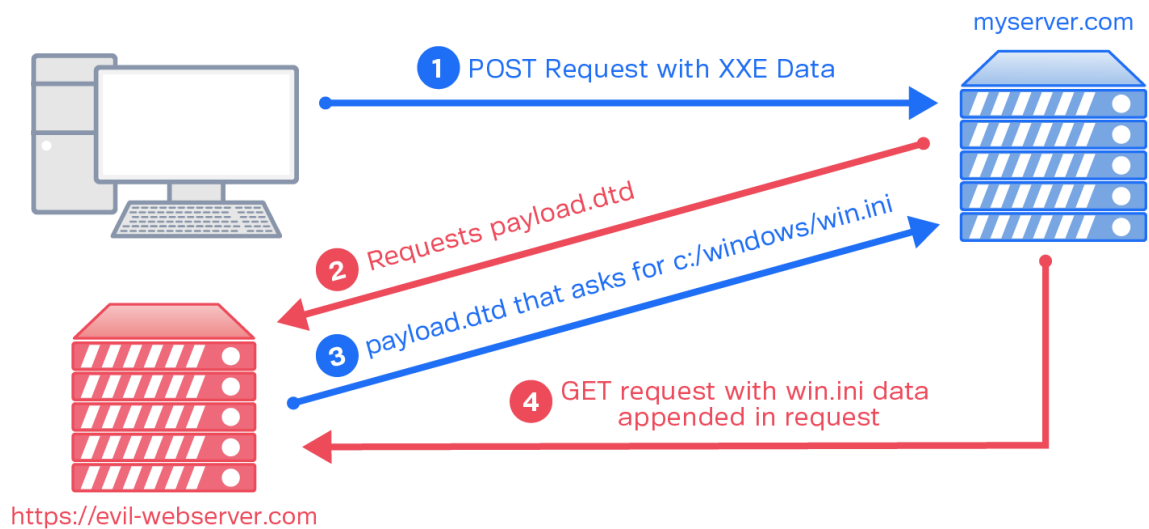 myserver.com
1 POST Request with XXE Data
2 Requests payload.dtd
3 payload.dtd that asks for c:/windows/win.ini
4 GET request with win.ini data
appended in request
https://evil-webserver.com